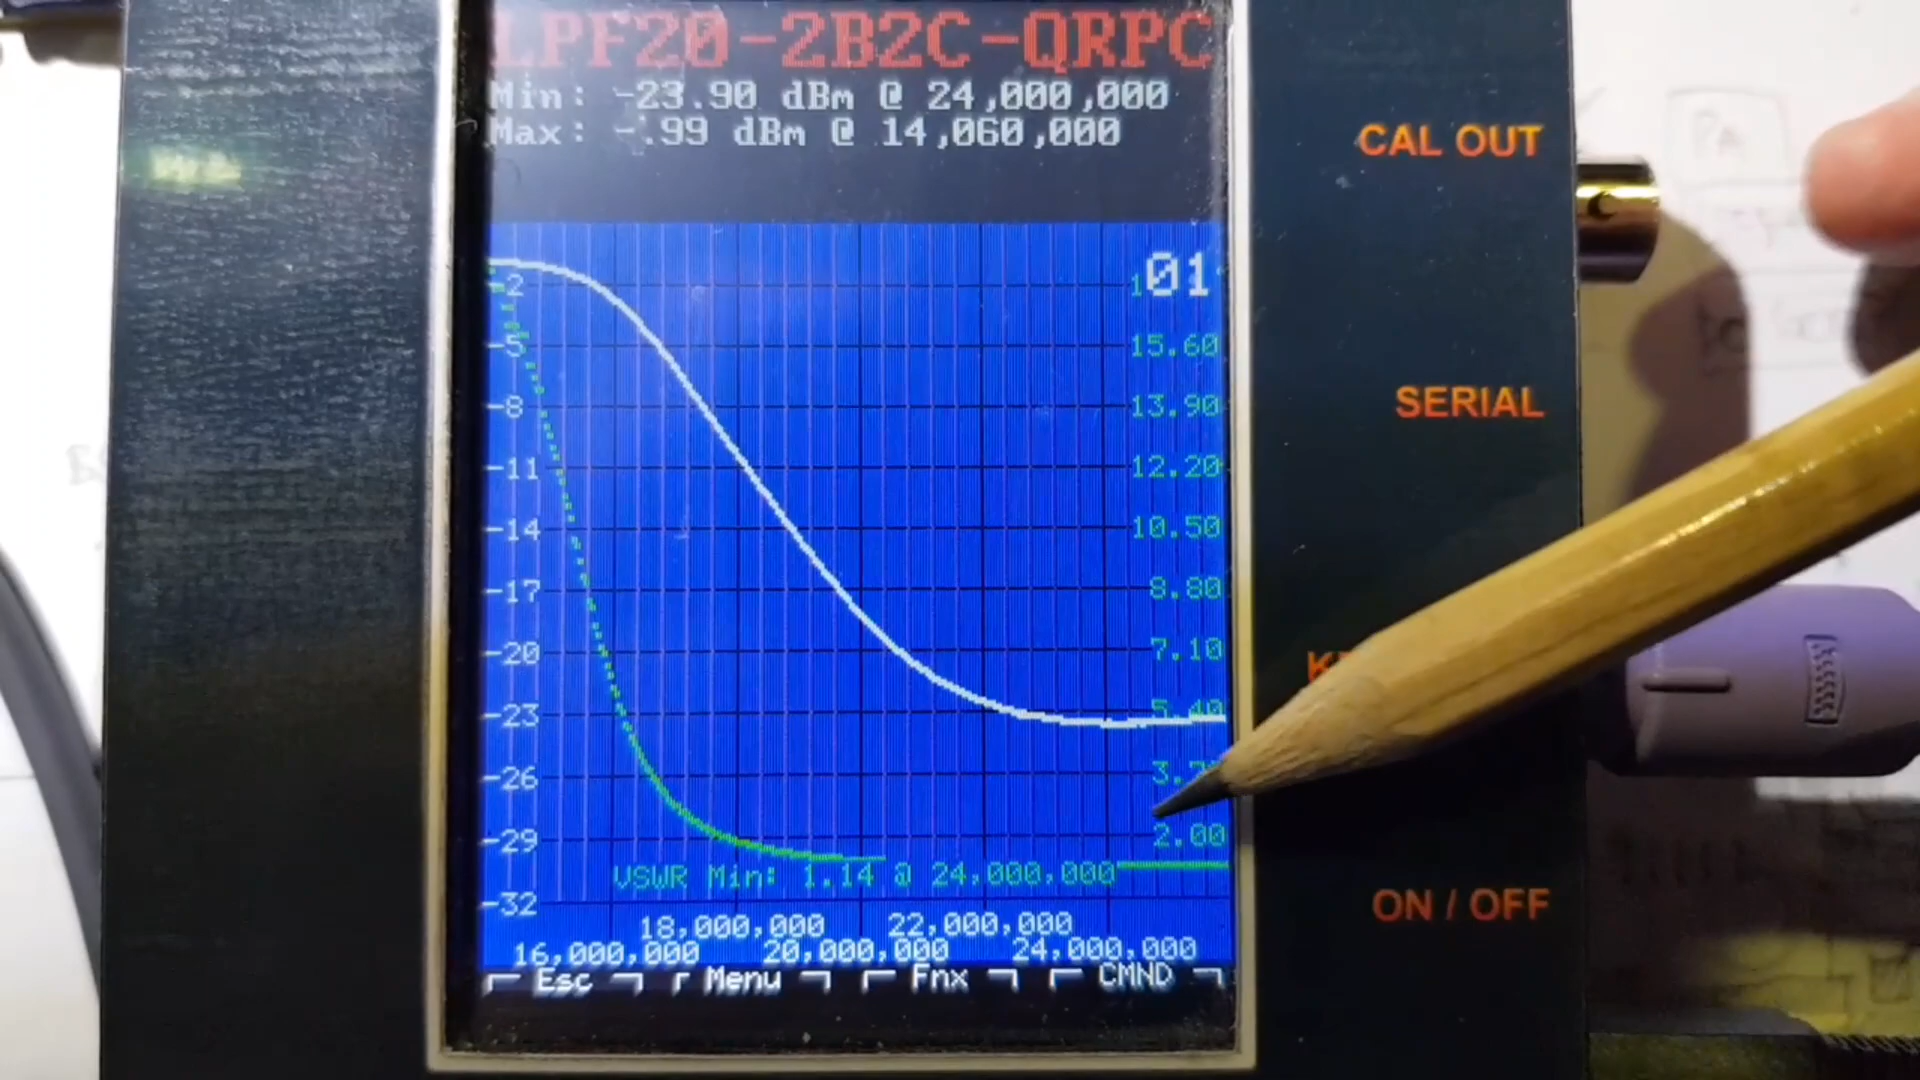 LPF20-2B2C-QRPC
Min: -23.90 dBm @ 24,000,000
Max: -.99 dBm @ 14,060,000
01
-2
-5 15.60
-8 13.90
-11 12.20
-14 10.50
-17 8.80
-20 7.10
-23 5.40
-26
-29 2.00
VSWR Min: 1.14 @ 24,000,000
-32
18,000,000 22,000,000
16,000,000 20,000,000 24,000,000
Esc Menu Fnx CMND
CAL OUT
SERIAL
ON / OFF